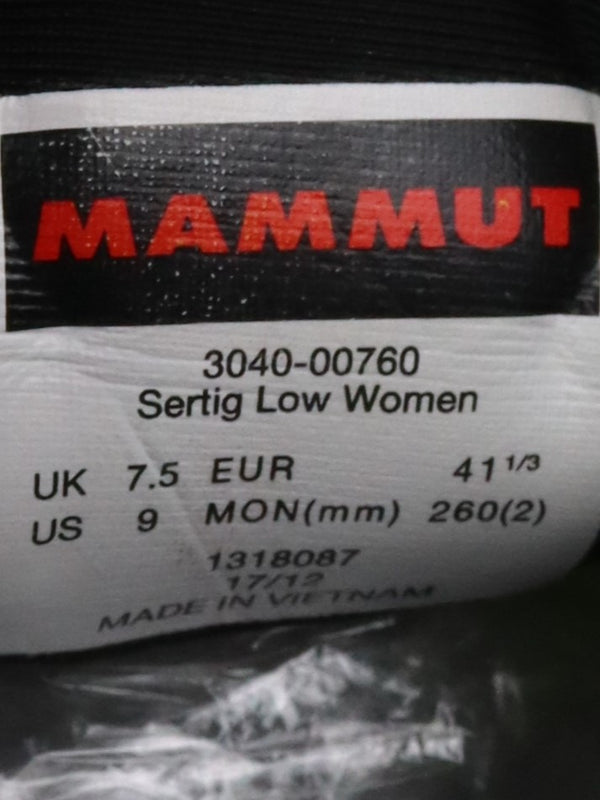 MAMMUT
3040-00760
Sertig Low Women
UK 7.5 EUR 41 1/3
US 9 MON(mm) 260(2)
1318087
17/12
MADE IN VIETNAM